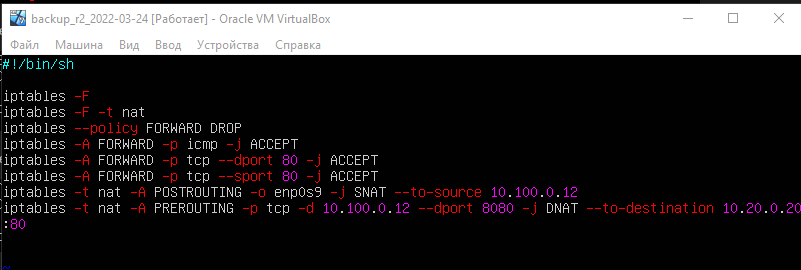 backup_r2_2022-03-24 [Работает] - Oracle VM VirtualBox
Файл Машина Вид Ввод Устройства Справка
#!/bin/sh
iptables -F
iptables -F -t nat
iptables --policy FORWARD DROP
iptables -A FORWARD -p icmp -j ACCEPT
iptables -A FORWARD -p tcp --dport 80 -j ACCEPT
iptables -A FORWARD -p tcp --sport 80 -j ACCEPT
iptables -t nat -A POSTROUTING -o enp0s9 -j SNAT --to-source 10.100.0.12
iptables -t nat -A PREROUTING -p tcp -d 10.100.0.12 --dport 8080 -j DNAT --to-destination 10.20.0.20
:80